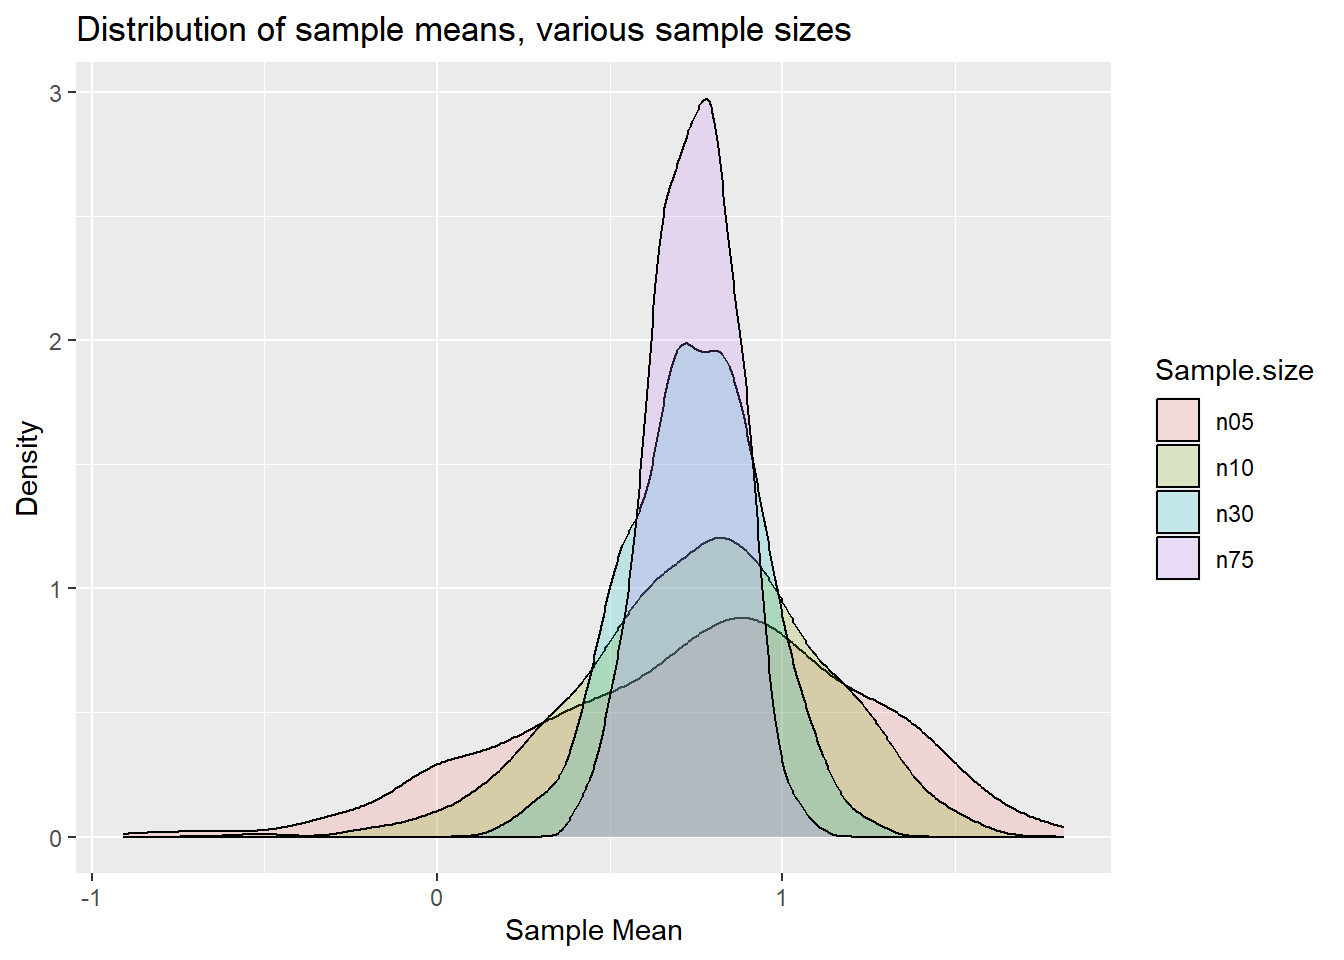 Distribution of sample means, various sample sizes
3
2
1
0
Density
-1
0
1
Sample Mean
Sample.size
n05
n10
n30
n75